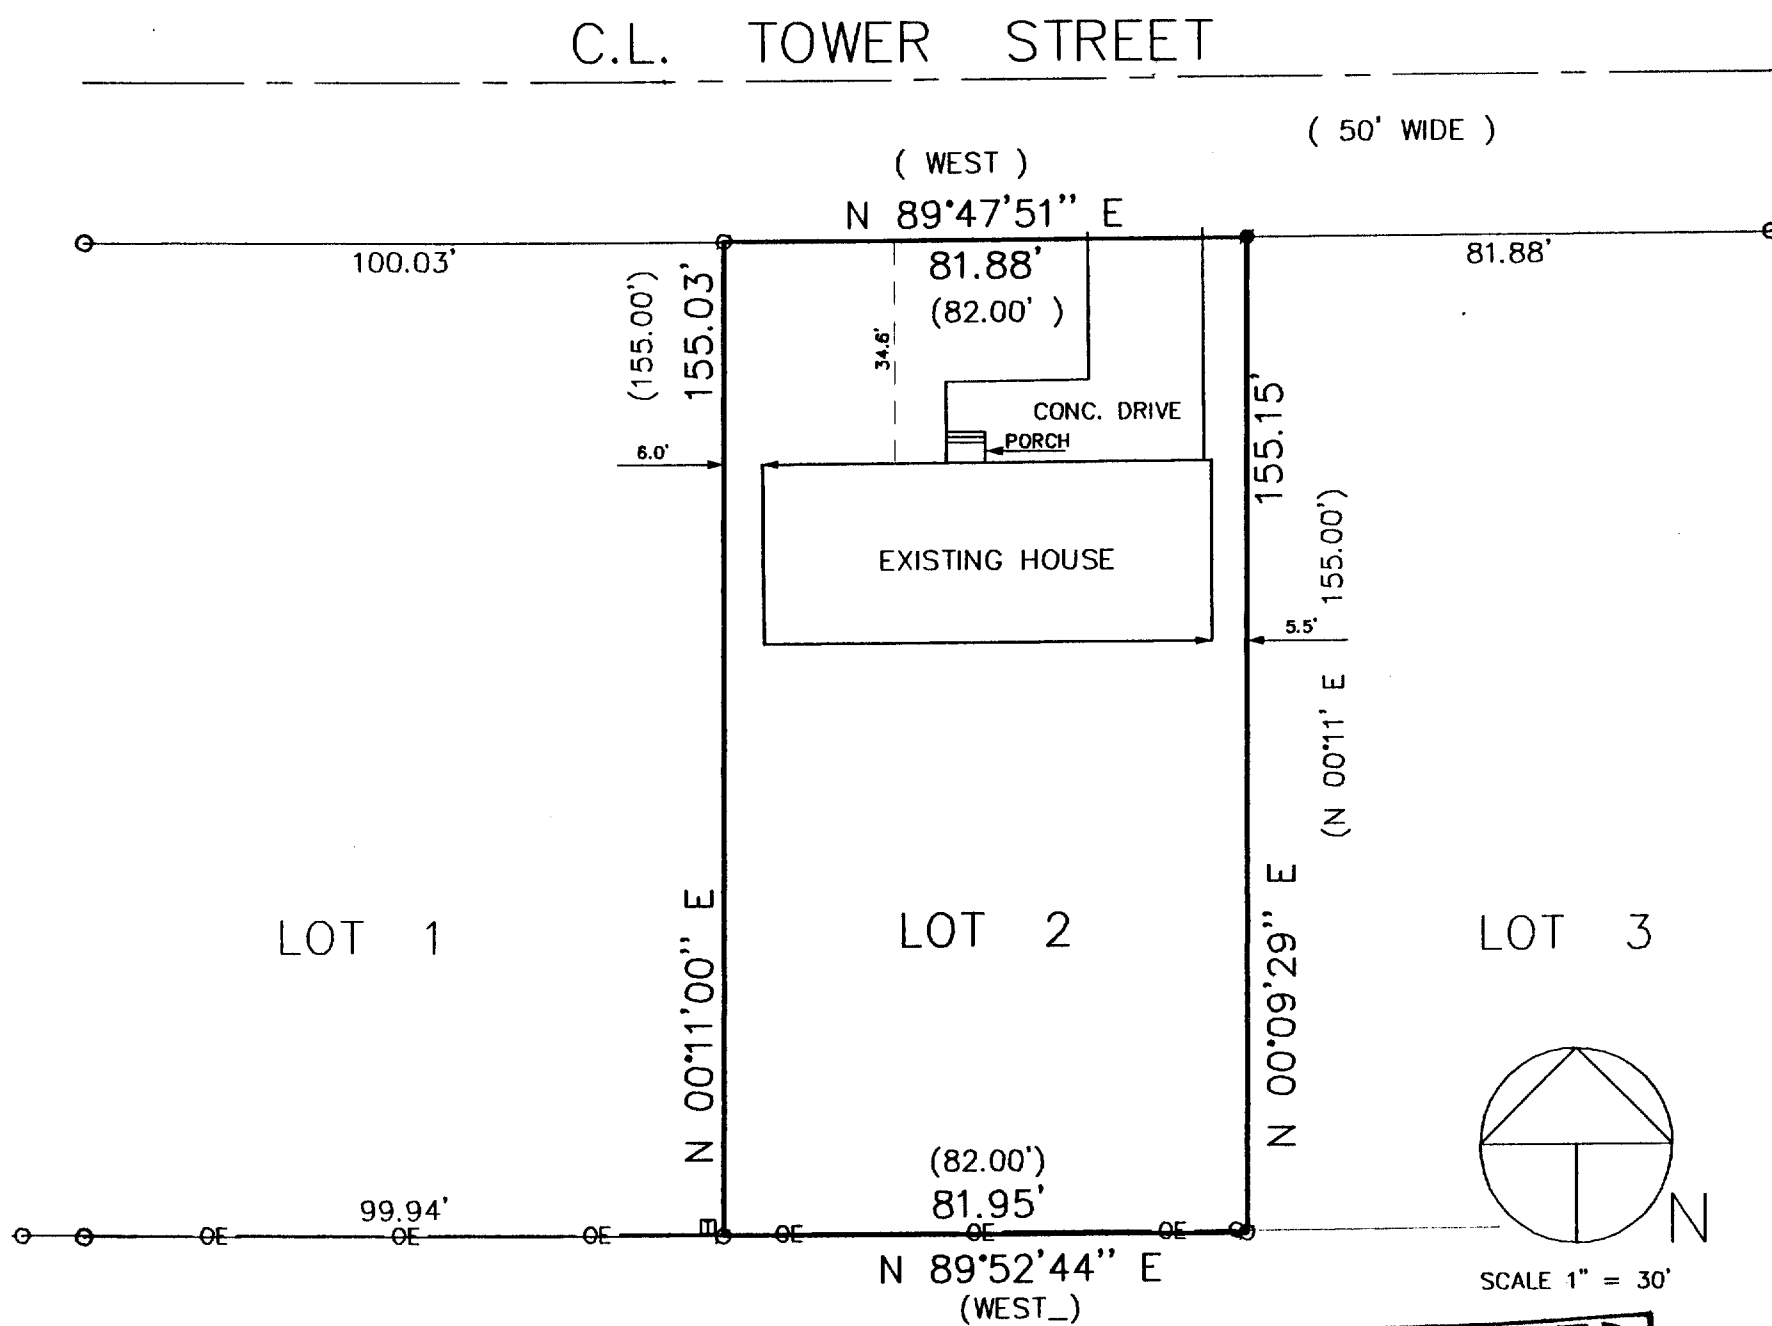 C.L. TOWER STREET
( 50' WIDE )
( WEST )
N 89°47'51" E
100.03'
81.88'
81.88'
(82.00' )
(155.00')
155.03'
34.6'
CONC. DRIVE
PORCH
6.0'
155.15'
EXISTING HOUSE
5.5'
(N 00°11' E 155.00')
LOT 1
LOT 2
LOT 3
N 00°11'00" E
N 00°09'29" E
(82.00')
81.95'
99.94'
OE OE OE E OE OE OE
N 89°52'44" E
(WEST_)
N
SCALE 1" = 30'